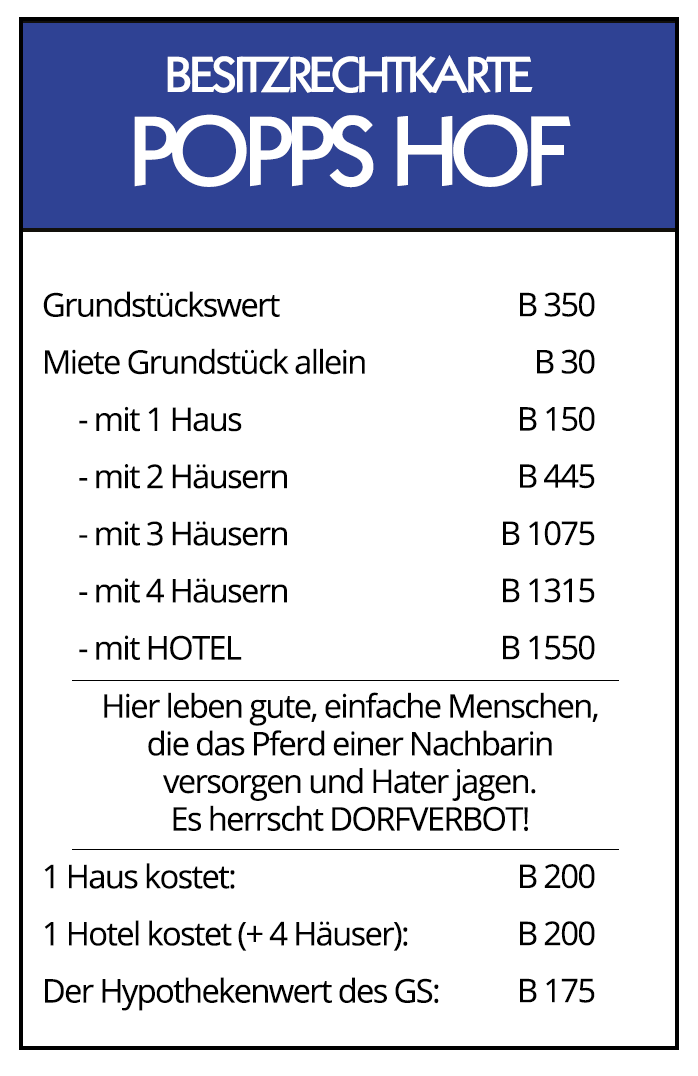 BESITZRECHTKARTE
POPPS HOF
Grundstückswert B 350
Miete Grundstück allein B 30
- mit 1 Haus B 150
- mit 2 Häusern B 445
- mit 3 Häusern B 1075
- mit 4 Häusern B 1315
- mit HOTEL B 1550
Hier leben gute, einfache Menschen,
die das Pferd einer Nachbarin
versorgen und Hater jagen.
Es herrscht DORFVERBOT!
1 Haus kostet: B 200
1 Hotel kostet (+ 4 Häuser): B 200
Der Hypothekenwert des GS: B 175